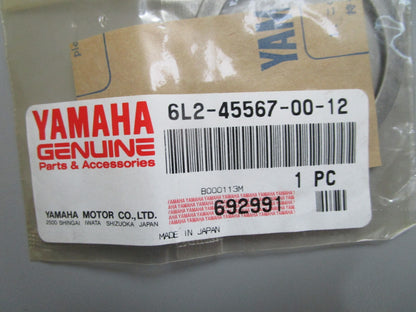 YAMAHA
GENUINE
Parts & Accessories
6L2-45567-00-12
B000113M
1 PC
692991
YAMAHA MOTOR CO., LTD.
2500 SHINGAI IWATA SHIZUOKA JAPAN
MADE IN JAPAN
YAMAHA